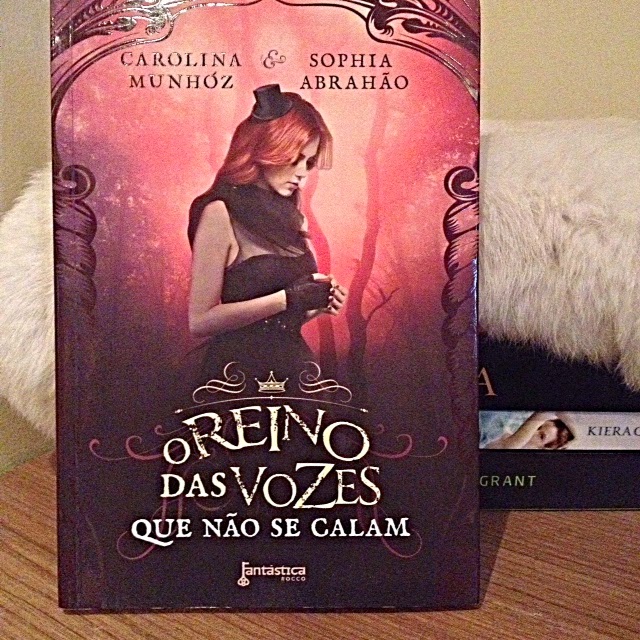 CAROLINA & SOPHIA
MUNHÓZ ABRAHÃO
O REINO
DAS VOZES
QUE NÃO SE CALAM
Fantástica
ROCCO
A
KIERA C
GRANT